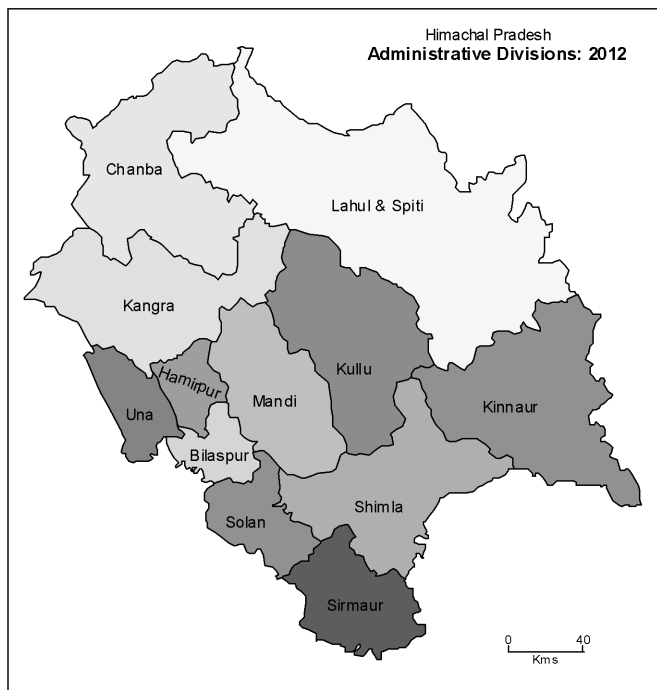 Himachal Pradesh
Administrative Divisions: 2012
Chanba
Lahul & Spiti
Kangra
Kullu
Hamirpur
Mandi
Una
Kinnaur
Bilaspur
Shimla
Solan
Sirmaur
0 40
Kms